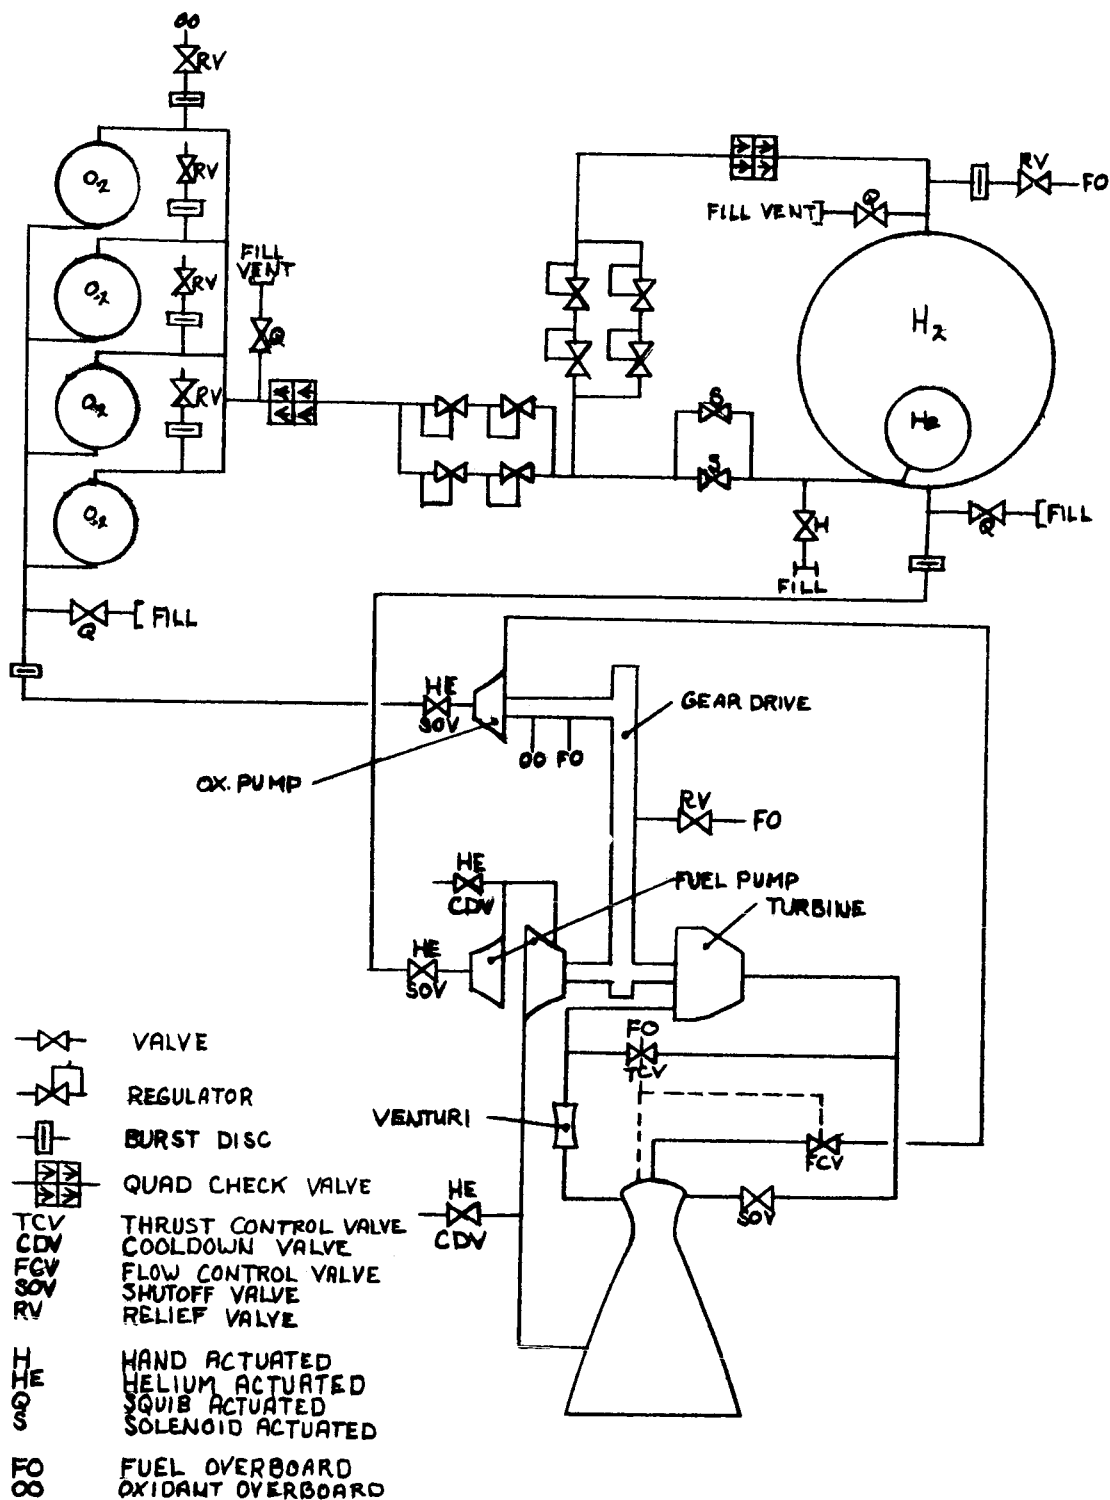 OO
RV
O2
RV
O2
RV
O2
RV
O2
FILL
VENT
Q
Q
FILL
RV
FO
FILL VENT
Q
H2
He
S
S
H
FILL
Q
FILL
HE
SOV
OX. PUMP
OO FO
GEAR DRIVE
RV
FO
HE
CDV
FUEL PUMP
TURBINE
HE
SOV
FO
TCV
VENTURI
FCV
HE
CDV
SOV
VALVE
REGULATOR
BURST DISC
QUAD CHECK VALVE
TCV THRUST CONTROL VALVE
CDV COOLDOWN VALVE
FCV FLOW CONTROL VALVE
SOV SHUTOFF VALVE
RV RELIEF VALVE
H HAND ACTUATED
HE HELIUM ACTUATED
Q SQUIB ACTUATED
S SOLENOID ACTUATED
FO FUEL OVERBOARD
OO OXIDANT OVERBOARD